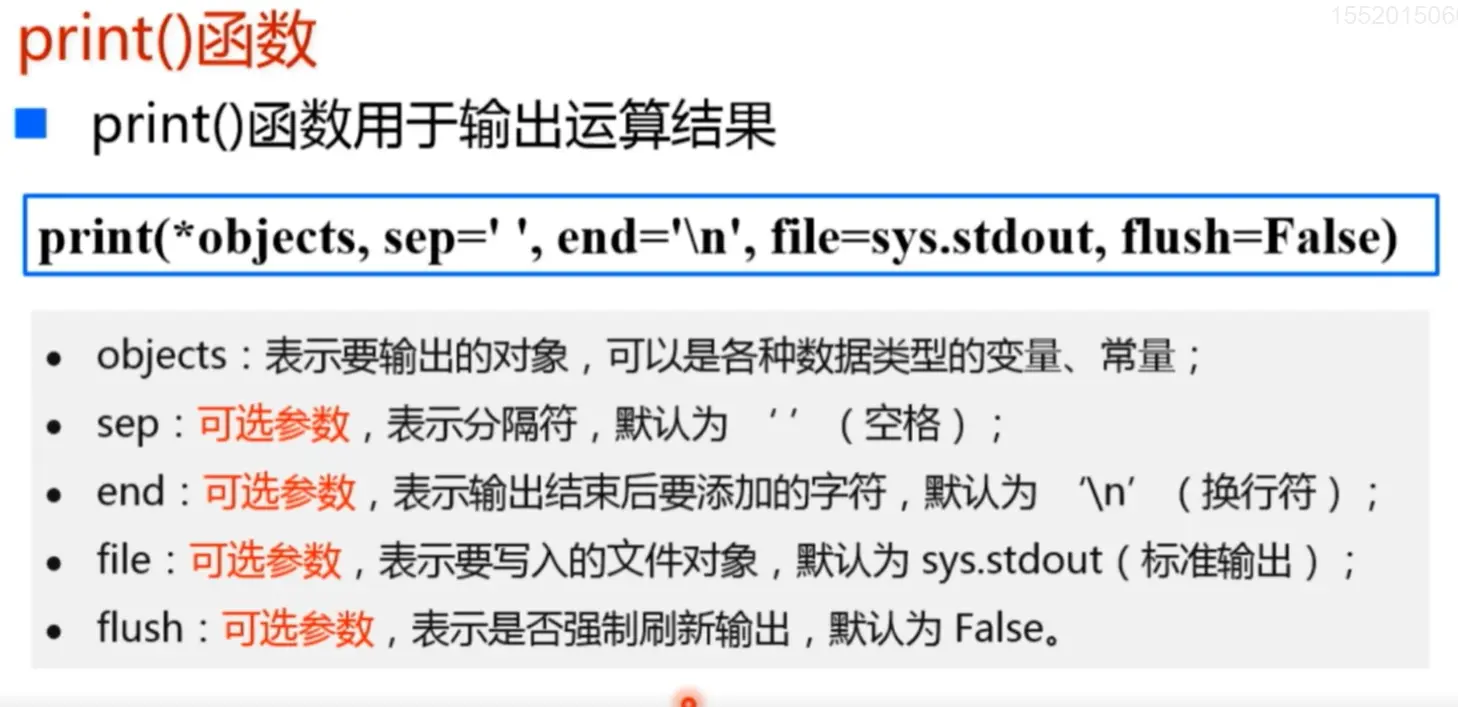 1552015060
print()函数
print()函数用于输出运算结果
print(*objects, sep=' ', end='\n', file=sys.stdout, flush=False)
• objects：表示要输出的对象，可以是各种数据类型的变量、常量；
• sep：可选参数，表示分隔符，默认为 ‘ ’（空格）；
• end：可选参数，表示输出结束后要添加的字符，默认为 ‘\n’（换行符）；
• file：可选参数，表示要写入的文件对象，默认为 sys.stdout（标准输出）；
• flush：可选参数，表示是否强制刷新输出，默认为 False。